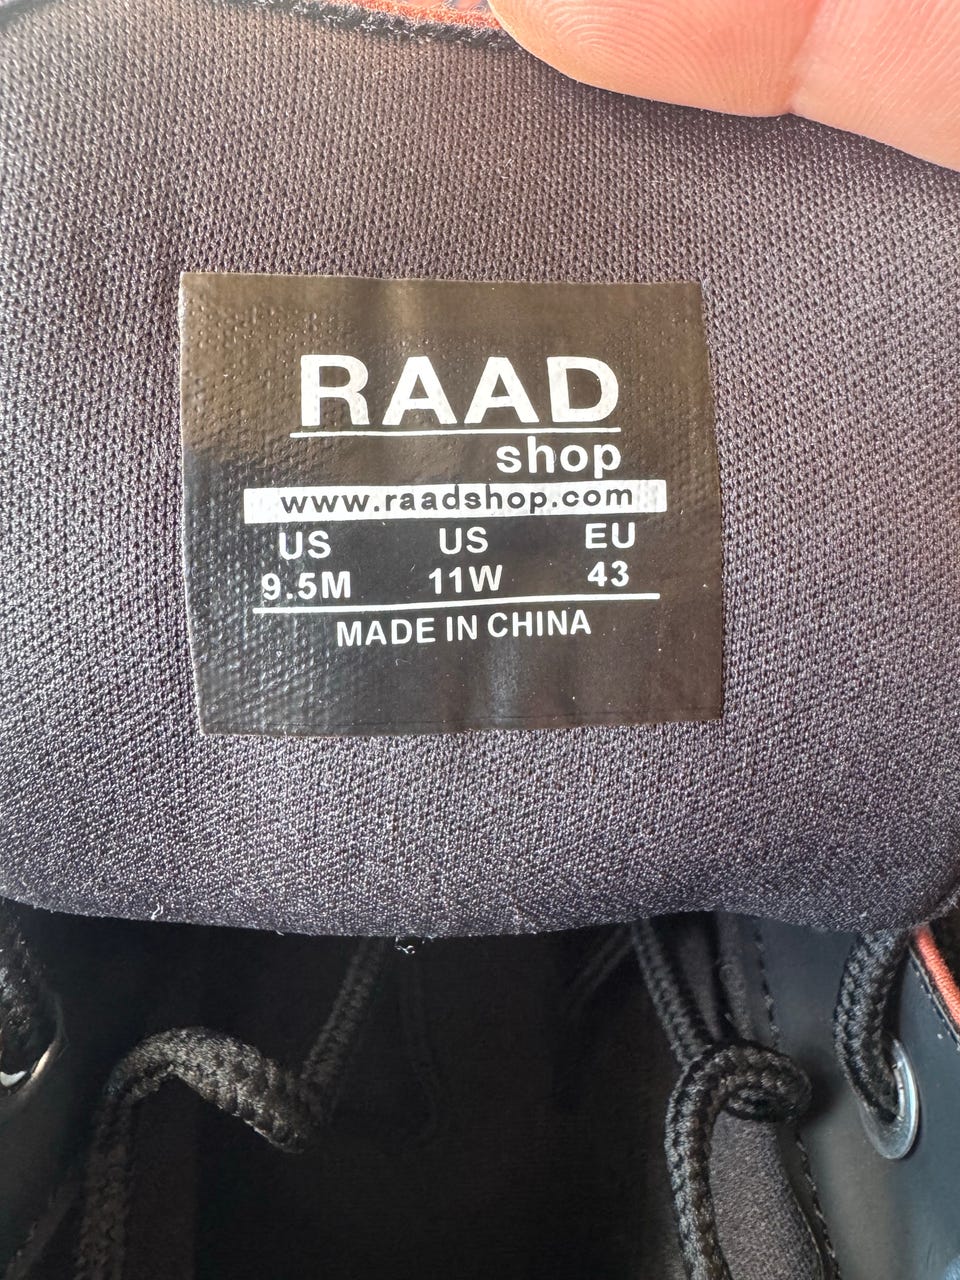 RAAD
shop
www.raadshop.com
US US EU
9.5M 11W 43
MADE IN CHINA